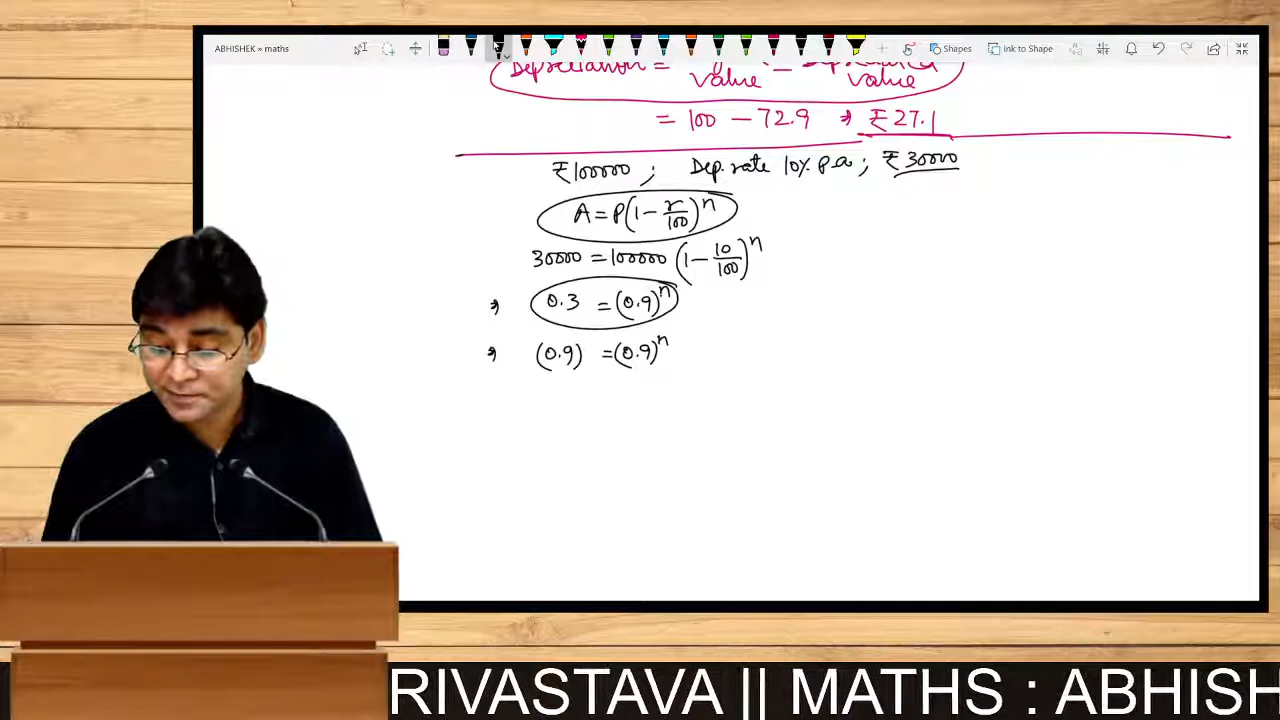 ABHISHEK » maths
Shapes
Ink to Shape
Depreciation = 
value — value
= 100 — 72.9 ⇒ ₹27.1
₹100000 ; Dep. rate 10% p.a ; ₹30000
A = P(1 - r/100)^n
30000 = 100000 (1 - 10/100)^n
⇒ 0.3 = (0.9)^n
⇒ (0.9) = (0.9)^n
RIVASTAVA || MATHS : ABHISH